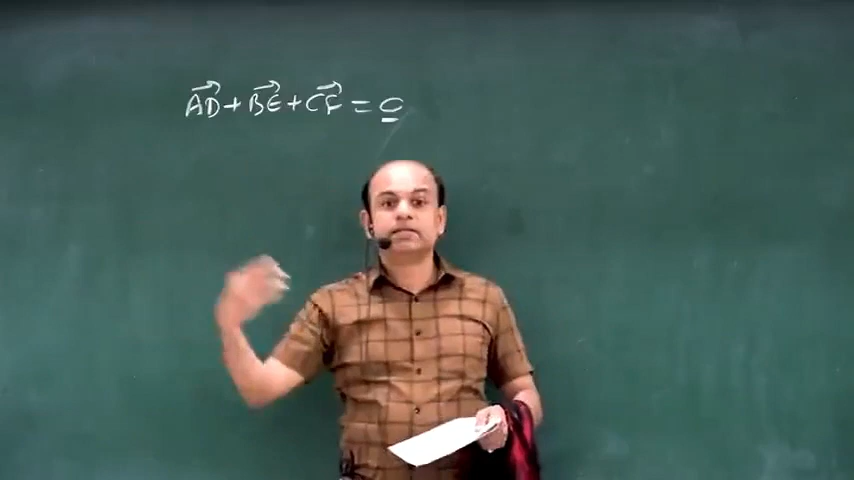 AD⃗ + BE⃗ + CF⃗ = 0